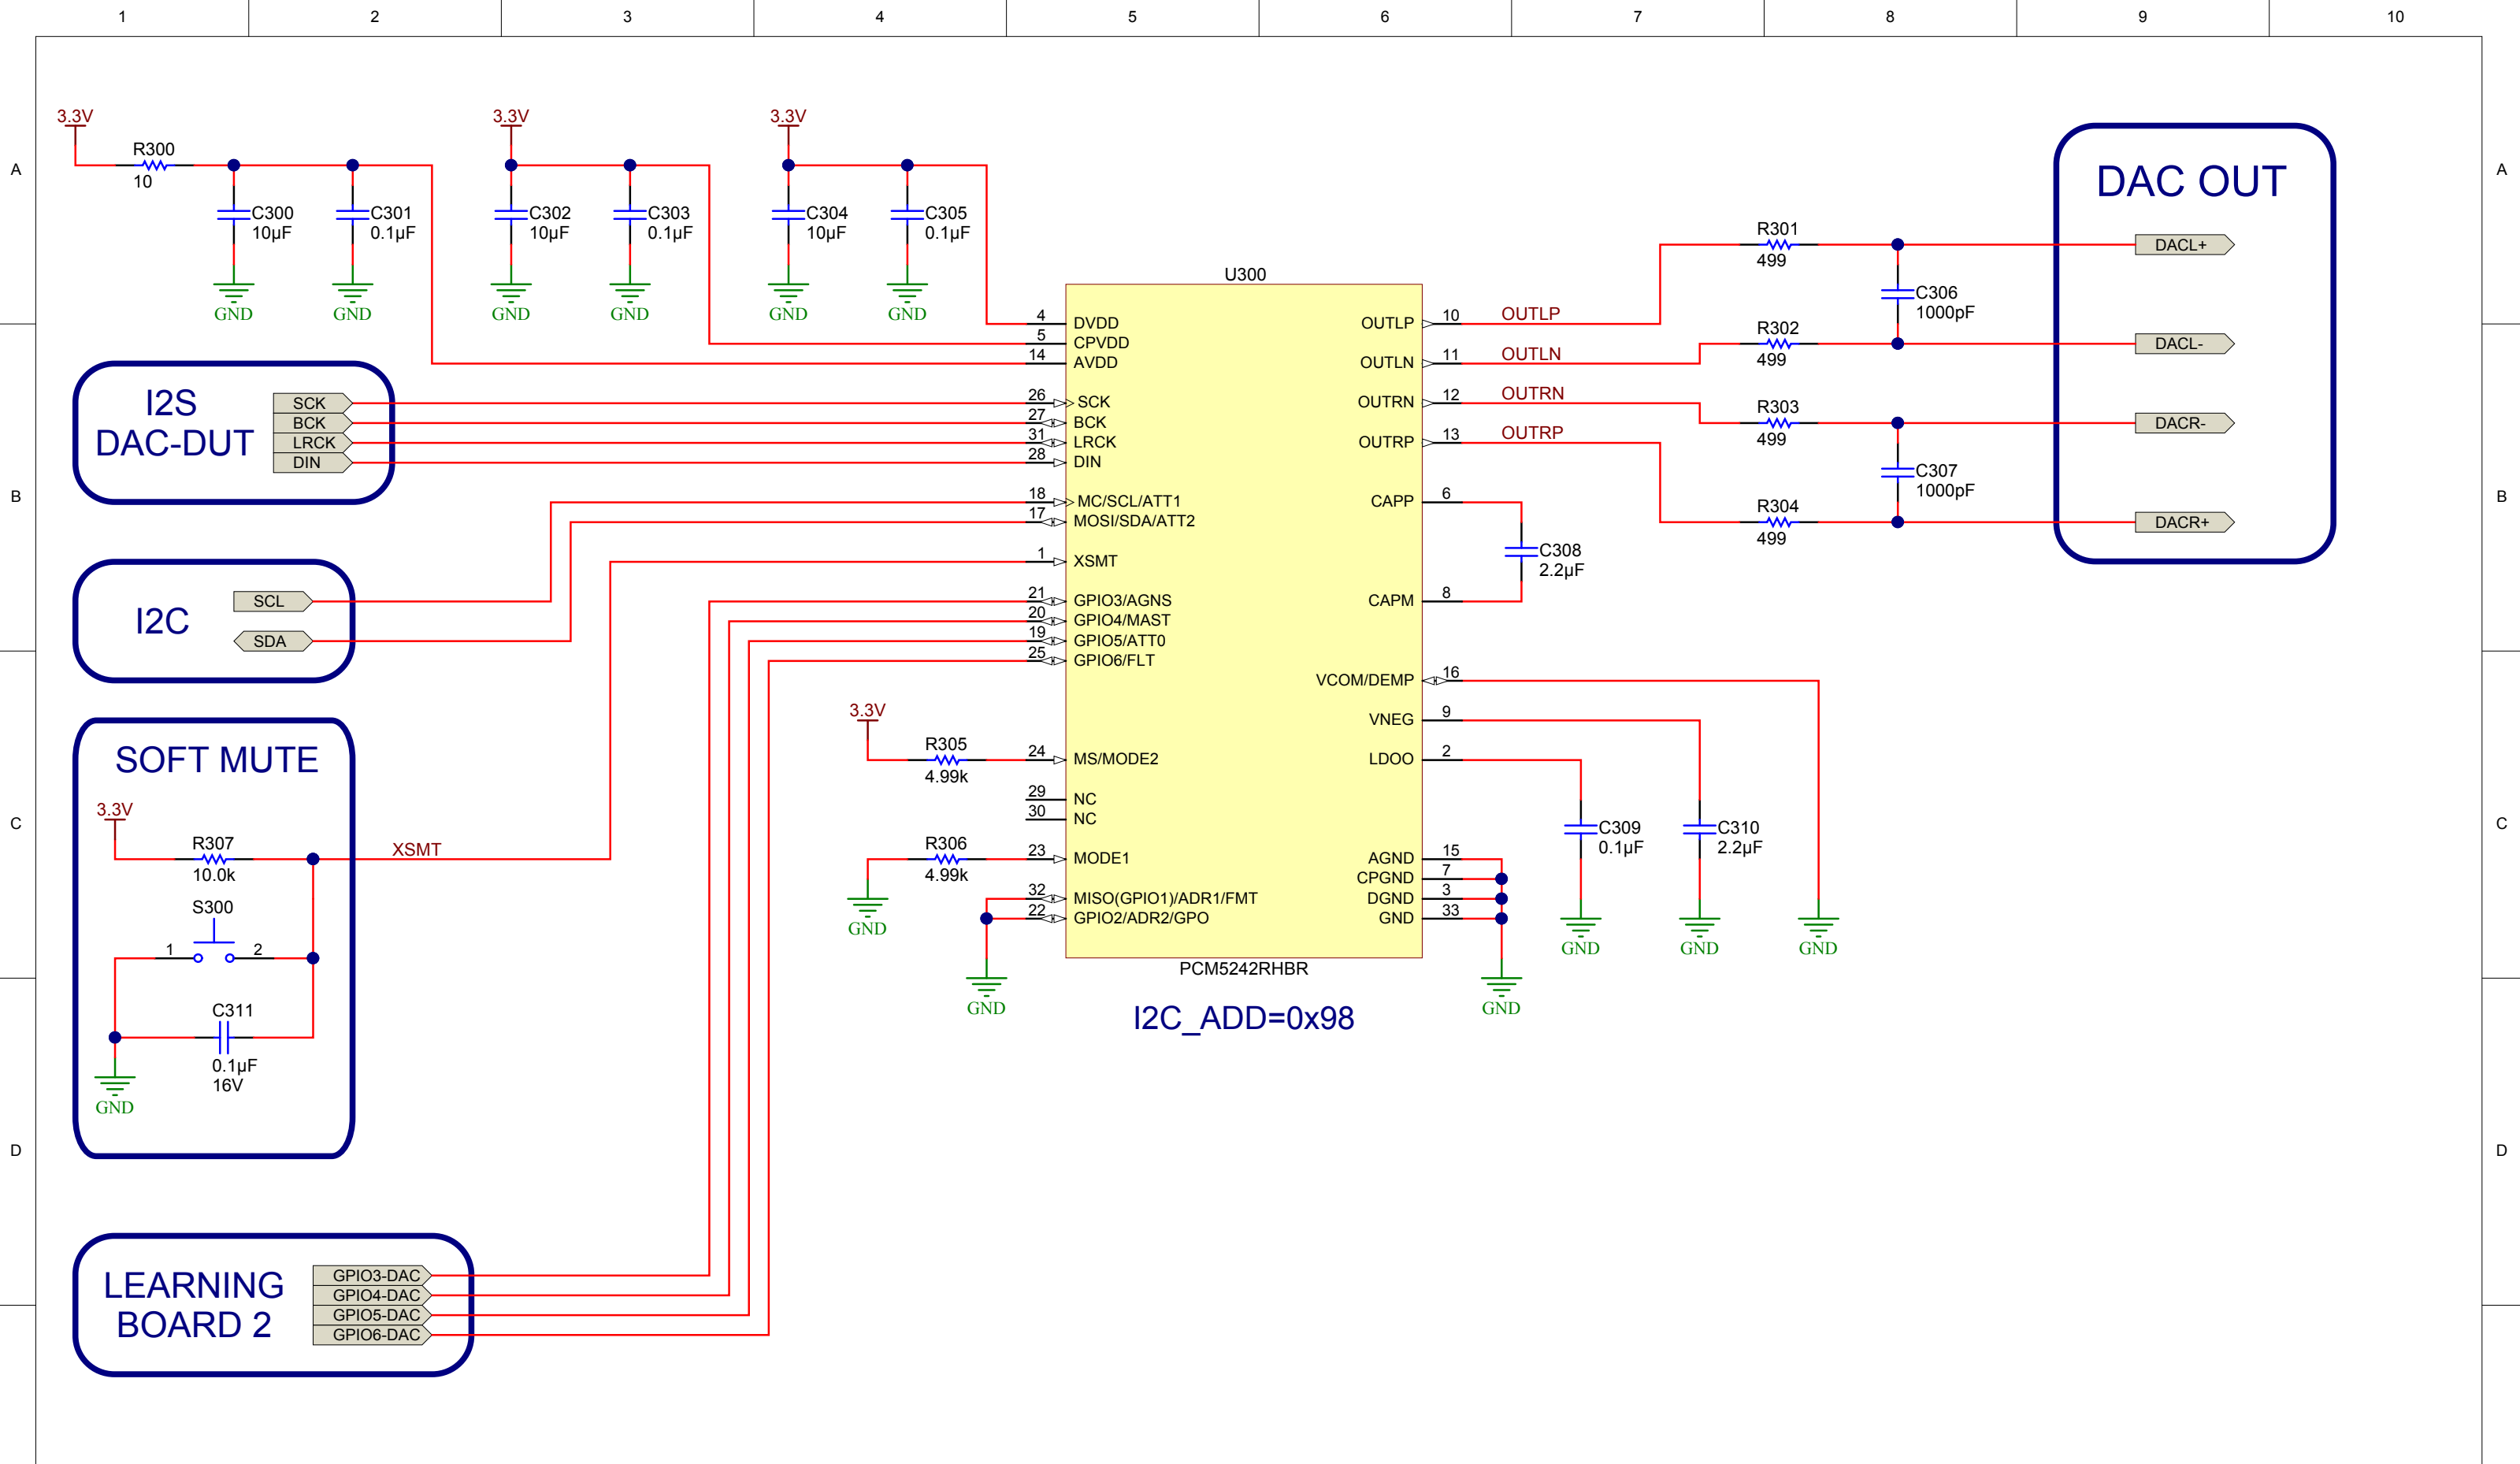 1 2 3 4 5 6 7 8 9 10
A
A
B
B
C
C
D
D
3.3V
R300
10
C300
10µF
GND
C301
0.1µF
GND
3.3V
C302
10µF
GND
C303
0.1µF
GND
3.3V
C304
10µF
GND
C305
0.1µF
GND
I2S
DAC-DUT
SCK
BCK
LRCK
DIN
I2C
SCL
SDA
SOFT MUTE
3.3V
R307
10.0k
XSMT
S300
1 2
C311
0.1µF
16V
GND
LEARNING
BOARD 2
GPIO3-DAC
GPIO4-DAC
GPIO5-DAC
GPIO6-DAC
3.3V
R305
4.99k
R306
4.99k
GND
GND
U300
4 DVDD
5 CPVDD
14 AVDD
26 SCK
27 BCK
31 LRCK
28 DIN
18 MC/SCL/ATT1
17 MOSI/SDA/ATT2
1 XSMT
21 GPIO3/AGNS
20 GPIO4/MAST
19 GPIO5/ATT0
25 GPIO6/FLT
24 MS/MODE2
29 NC
30 NC
23 MODE1
32 MISO(GPIO1)/ADR1/FMT
22 GPIO2/ADR2/GPO
OUTLP 10 OUTLP
OUTLN 11 OUTLN
OUTRN 12 OUTRN
OUTRP 13 OUTRP
CAPP 6
CAPM 8
VCOM/DEMP 16
VNEG 9
LDOO 2
AGND 15
CPGND 7
DGND 3
GND 33
PCM5242RHBR
I2C_ADD=0x98
GND
C308
2.2µF
C309
0.1µF
GND
C310
2.2µF
GND
GND
R301
499
R302
499
R303
499
R304
499
C306
1000pF
C307
1000pF
DAC OUT
DACL+
DACL-
DACR-
DACR+